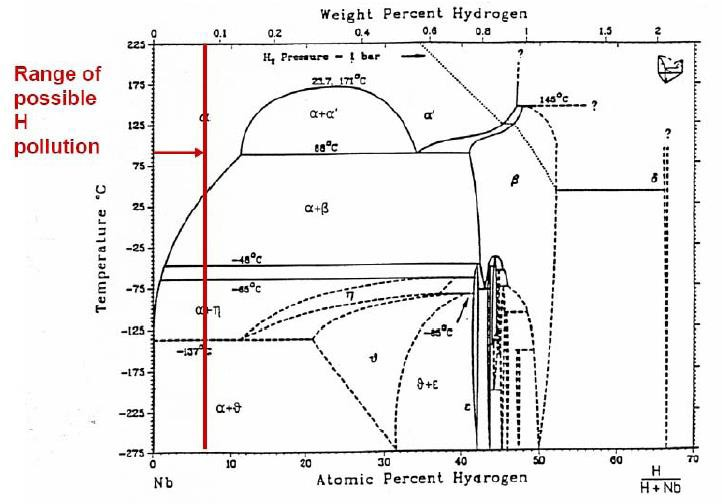 Weight Percent Hydrogen
0 0.1 0.2 0.4 0.6 0.8 1 1.5 2
H₂ Pressure = 1 bar
?
225
175
125
75
25
-25
-75
-125
-175
-225
-275
Temperature °C
Range of
possible
H
pollution
23.7, 171°C
145°C
?
α
α+α'
α'
88°C
?
β
δ
α+β
-48°C
-65°C
α+η
η
-85°C
-137°C
ϑ
ϑ+ε
ε
α+ϑ
0 10 20 30 40 50 60 70
Nb
Atomic Percent Hydrogen
H
H+Nb